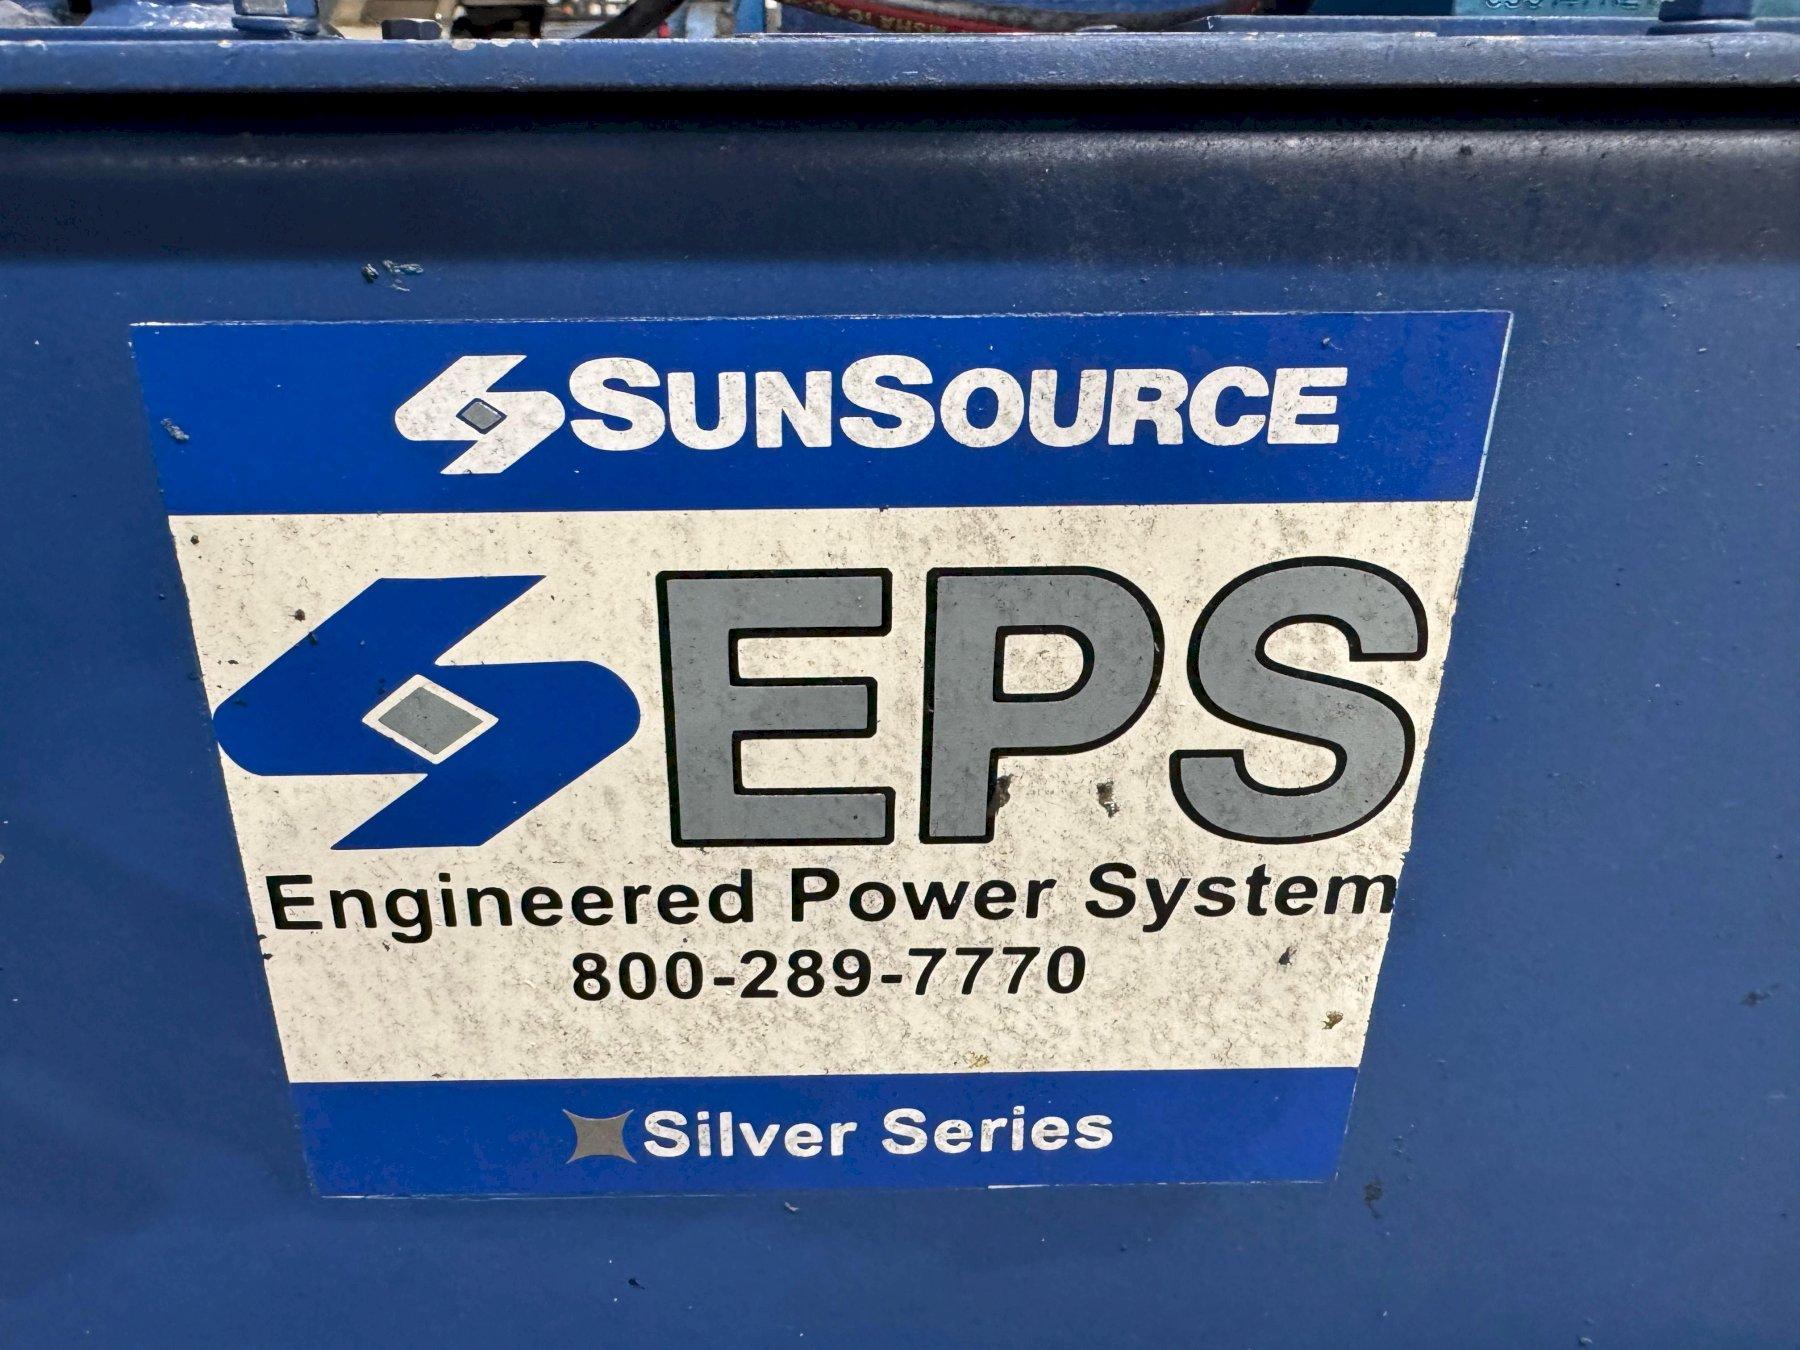 SUNSOURCE
EPS
Engineered Power System
800-289-7770
Silver Series